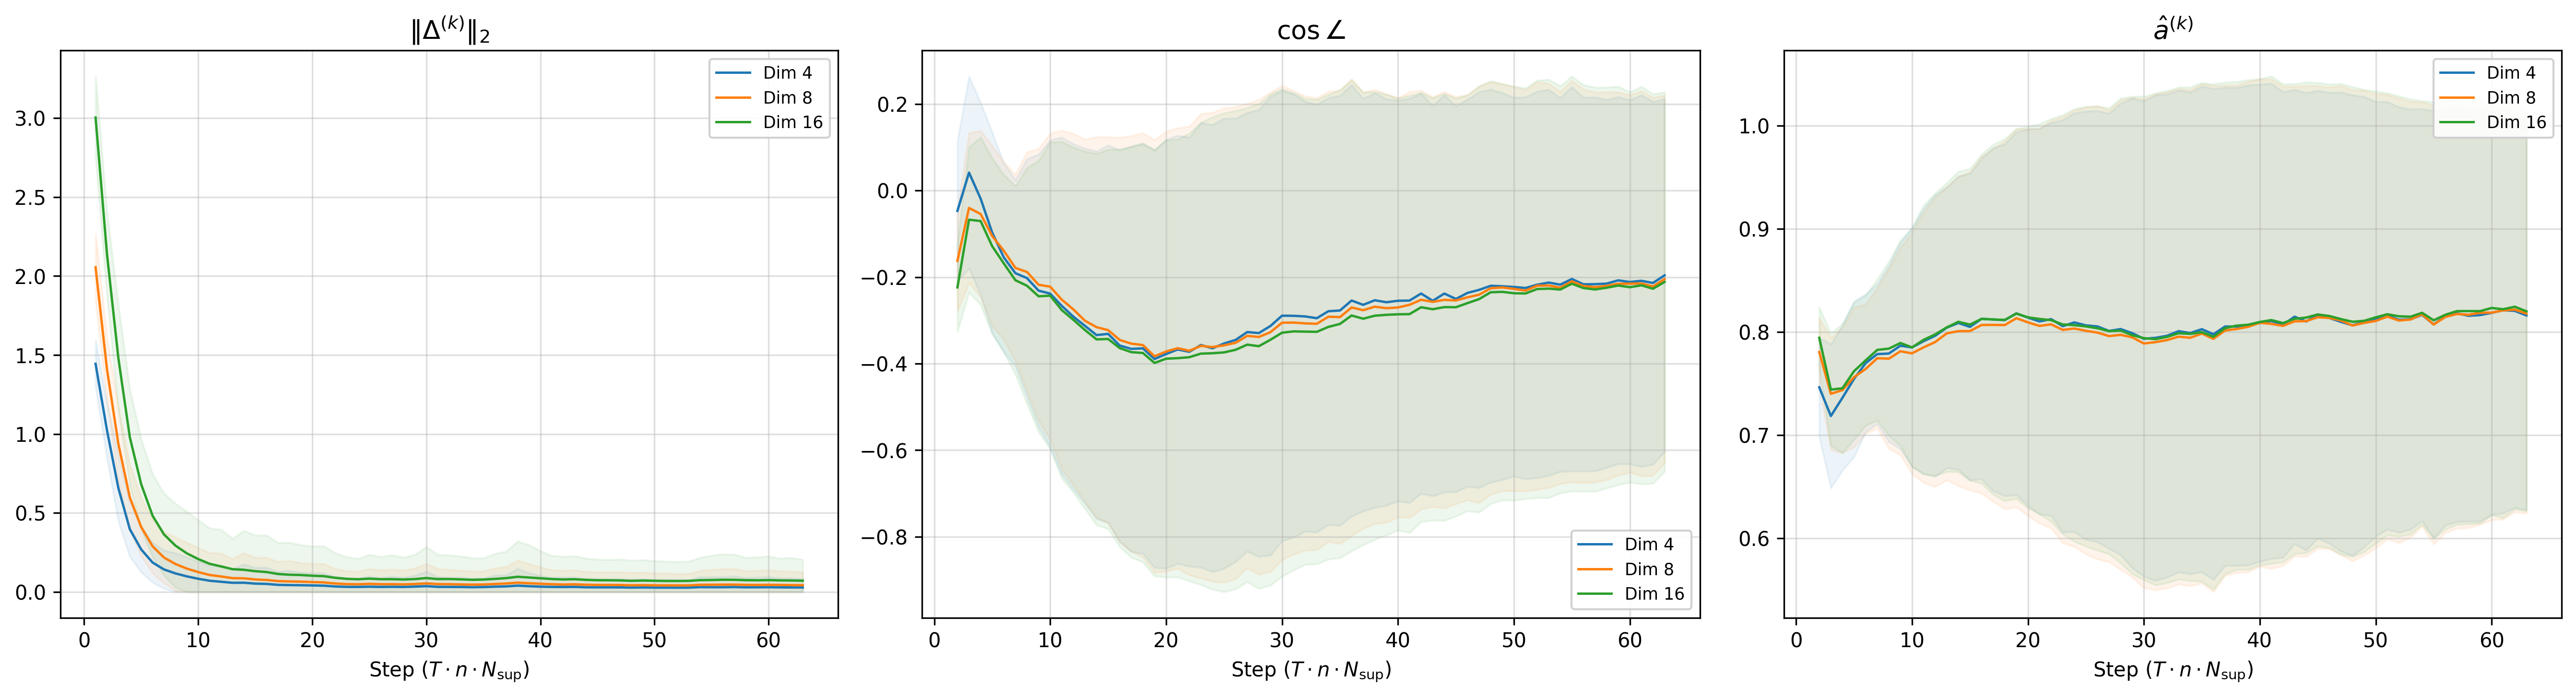 ‖Δ^(k)‖₂
3.0
2.5
2.0
1.5
1.0
0.5
0.0
0 10 20 30 40 50 60
Step (T · n · N_sup)
Dim 4
Dim 8
Dim 16
cos ∠
0.2
0.0
−0.2
−0.4
−0.6
−0.8
0 10 20 30 40 50 60
Step (T · n · N_sup)
Dim 4
Dim 8
Dim 16
â^(k)
1.0
0.9
0.8
0.7
0.6
0 10 20 30 40 50 60
Step (T · n · N_sup)
Dim 4
Dim 8
Dim 16